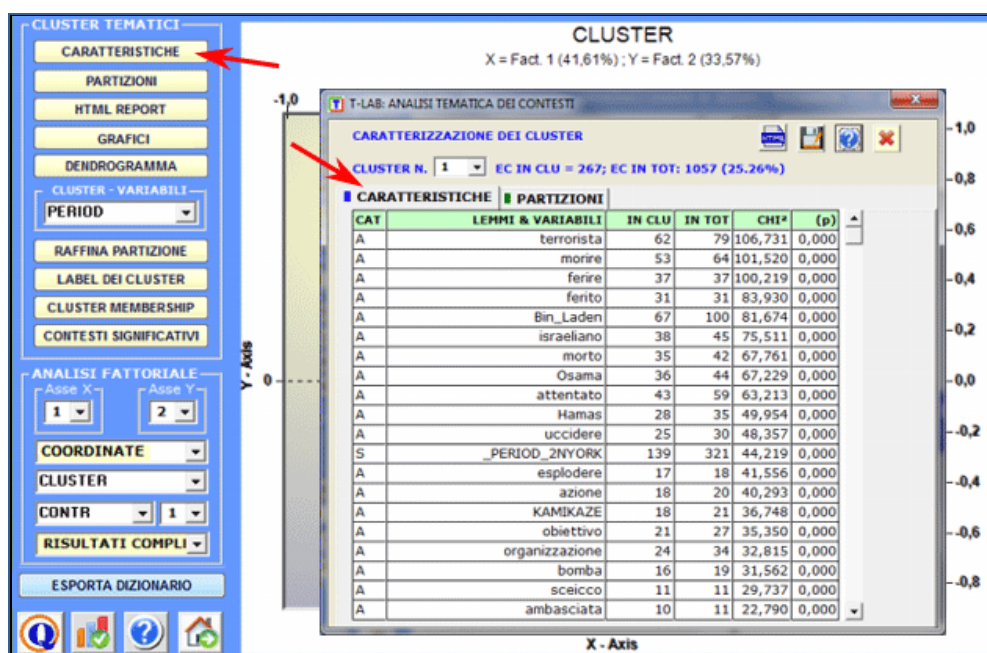 CLUSTER TEMATICI
CARATTERISTICHE
PARTIZIONI
HTML REPORT
GRAFICI
DENDROGRAMMA
CLUSTER - VARIABILI
PERIOD
RAFFINA PARTIZIONE
LABEL DEI CLUSTER
CLUSTER MEMBERSHIP
CONTESTI SIGNIFICATIVI
ANALISI FATTORIALE
Asse X Asse Y
1 2
COORDINATE
CLUSTER
CONTR 1
RISULTATI COMPLI
ESPORTA DIZIONARIO
CLUSTER
X = Fact. 1 (41,61%) ; Y = Fact. 2 (33,57%)
-1,0
Y - Axis
0
T-LAB: ANALISI TEMATICA DEI CONTESTI
CARATTERIZZAZIONE DEI CLUSTER
CLUSTER N. 1 EC IN CLU = 267; EC IN TOT: 1057 (25.26%)
CARATTERISTICHE PARTIZIONI
CAT LEMMI & VARIABILI IN CLU IN TOT CHI² (p)
A terrorista 62 79 106,731 0,000
A morire 53 64 101,520 0,000
A ferire 37 37 100,219 0,000
A ferito 31 31 83,930 0,000
A Bin_Laden 67 100 81,674 0,000
A israeliano 38 45 75,511 0,000
A morto 35 42 67,761 0,000
A Osama 36 44 67,229 0,000
A attentato 43 59 63,213 0,000
A Hamas 28 35 49,954 0,000
A uccidere 25 30 48,357 0,000
S _PERIOD_2NYORK 139 321 44,219 0,000
A esplodere 17 18 41,556 0,000
A azione 18 20 40,293 0,000
A KAMIKAZE 18 21 36,748 0,000
A obiettivo 21 27 35,350 0,000
A organizzazione 24 34 32,815 0,000
A bomba 16 19 31,562 0,000
A sceicco 11 11 29,737 0,000
A ambasciata 10 11 22,790 0,000
1,0
0,8
0,6
0,4
0,2
0,0
-0,2
-0,4
-0,6
-0,8
X - Axis